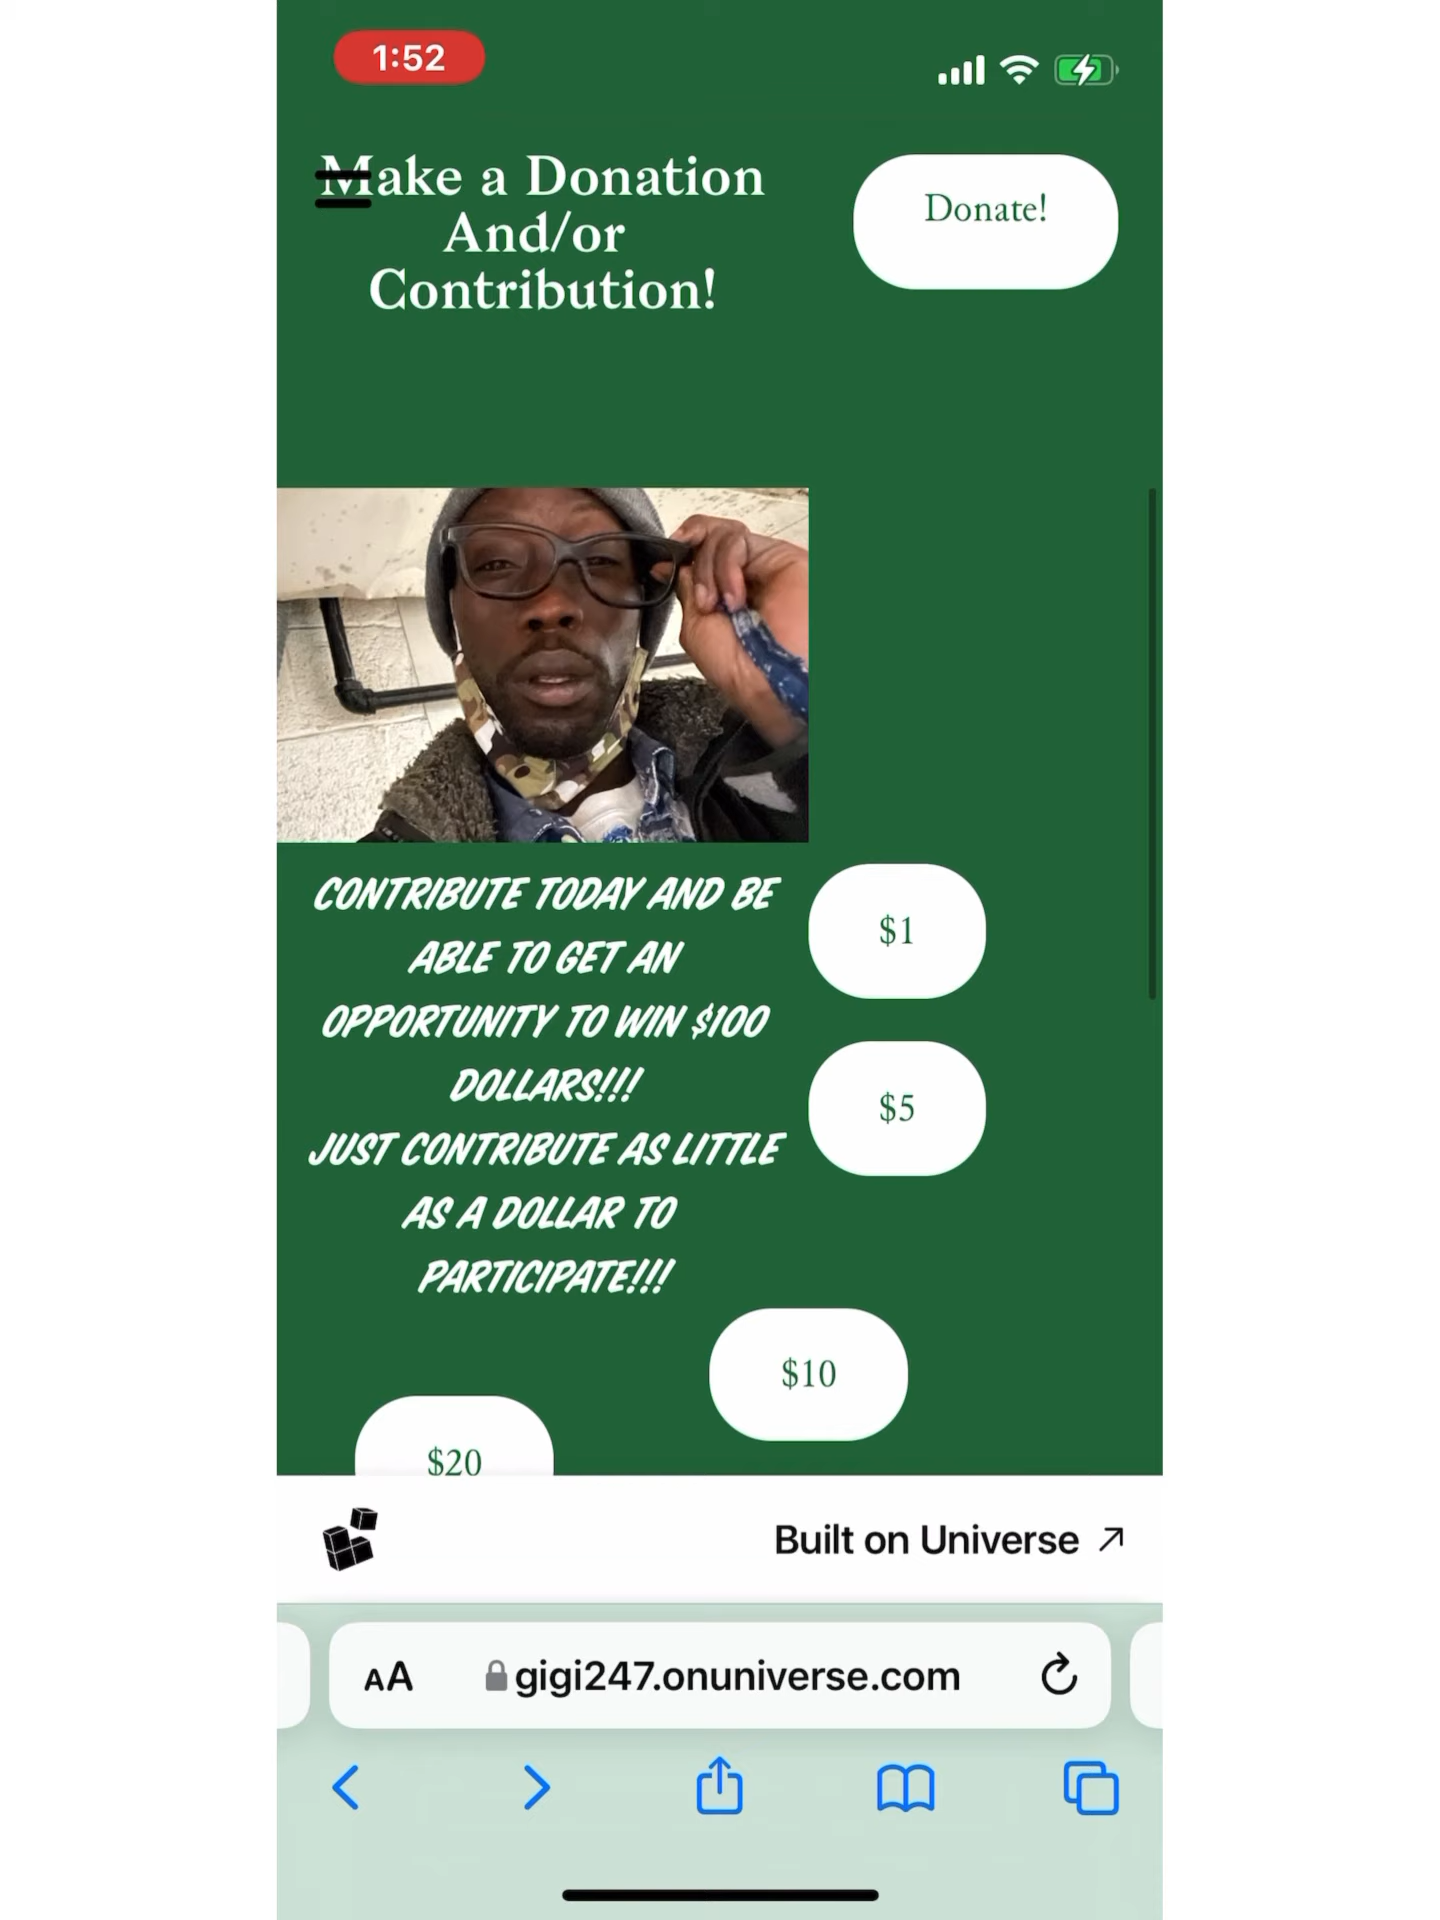 1:52
Make a Donation
And/or
Contribution!
Donate!
CONTRIBUTE TODAY AND BE
ABLE TO GET AN
OPPORTUNITY TO WIN $100
DOLLARS!!!
JUST CONTRIBUTE AS LITTLE
AS A DOLLAR TO
PARTICIPATE!!!
$1
$5
$10
$20
Built on Universe ↗
AA gigi247.onuniverse.com